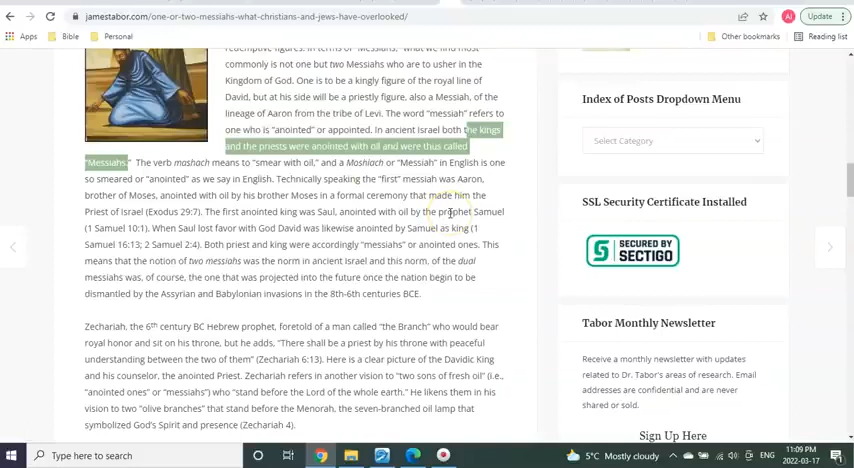 jamestabor.com/one-or-two-messiahs-what-christians-and-jews-have-overlooked/
Update
Apps
Bible
Personal
Other bookmarks
Reading list
redemptive figures. In terms of "Messiahs," what we find most
commonly is not one but two Messiahs who are to usher in the
Kingdom of God. One is to be a kingly figure of the royal line of
David, but at his side will be a priestly figure, also a Messiah, of the
lineage of Aaron from the tribe of Levi. The word "messiah" refers to
one who is "anointed" or appointed. In ancient Israel both the kings
and the priests were anointed with oil and were thus called
"Messiahs." The verb mashach means to "smear with oil," and a Moshiach or "Messiah" in English is one
so smeared or "anointed" as we say in English. Technically speaking the "first" messiah was Aaron,
brother of Moses, anointed with oil by his brother Moses in a formal ceremony that made him the
Priest of Israel (Exodus 29:7). The first anointed king was Saul, anointed with oil by the prophet Samuel
(1 Samuel 10:1). When Saul lost favor with God David was likewise anointed by Samuel as king (1
Samuel 16:13; 2 Samuel 2:4). Both priest and king were accordingly "messiahs" or anointed ones. This
means that the notion of two messiahs was the norm in ancient Israel and this norm, of the dual
messiahs was, of course, the one that was projected into the future once the nation begin to be
dismantled by the Assyrian and Babylonian invasions in the 8th-6th centuries BCE.
Zechariah, the 6th century BC Hebrew prophet, foretold of a man called "the Branch" who would bear
royal honor and sit on his throne, but he adds, "There shall be a priest by his throne with peaceful
understanding between the two of them" (Zechariah 6:13). Here is a clear picture of the Davidic King
and his counselor, the anointed Priest. Zechariah refers in another vision to "two sons of fresh oil" (i.e.,
"anointed ones" or "messiahs") who "stand before the Lord of the whole earth." He likens them in his
vision to two "olive branches" that stand before the Menorah, the seven-branched oil lamp that
symbolized God's Spirit and presence (Zechariah 4).
Index of Posts Dropdown Menu
Select Category
SSL Security Certificate Installed
SECURED BY
SECTIGO
Tabor Monthly Newsletter
Receive a monthly newsletter with updates
related to Dr. Tabor's areas of research. Email
addresses are confidential and are never
shared or sold.
Sign Up Here
Type here to search
5°C Mostly cloudy
ENG
11:09 PM
2022-03-17